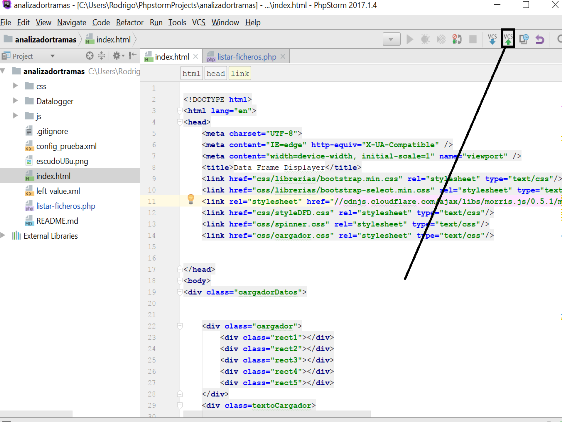 analizadortramas - [C:\Users\Rodrigo\PhpstormProjects\analizadortramas] - ...\index.html - PhpStorm 2017.1.4
File Edit View Navigate Code Refactor Run Tools VCS Window Help
analizadortramas index.html
VCS VCS
Project
index.html listar-ficheros.php
analizadortramas C:\Users\Rodrig
css
Datalogger
js
.gitignore
config_prueba.xml
escudoUBu.png
index.html
left_value.xml
listar-ficheros.php
README.md
External Libraries
html head link
1
2 <!DOCTYPE html>
3 <html lang="en">
4 <head>
5 <meta charset="UTF-8">
6 <meta content="IE=edge" http-equiv="X-UA-Compatible" />
7 <meta content="width=device-width, initial-scale=1" name="viewport" />
8 <title>Data Frame Displayer</title>
9 <link href="css/librerias/bootstrap.min.css" rel="stylesheet" type="text/css"/>
10 <link href="css/librerias/bootstrap-select.min.css" rel="stylesheet" type="text
11 <link rel="stylesheet" href="//cdnjs.cloudflare.com/ajax/libs/morris.js/0.5.1/m
12 <link href="css/styleDFD.css" rel="stylesheet" type="text/css"/>
13 <link href="css/spinner.css" rel="stylesheet" type="text/css"/>
14 <link href="css/cargador.css" rel="stylesheet" type="text/css"/>
15
16
17 </head>
18 <body>
19 <div class="cargadorDatos">
20
21
22 <div class="cargador">
23 <div class="rect1"></div>
24 <div class="rect2"></div>
25 <div class="rect3"></div>
26 <div class="rect4"></div>
27 <div class="rect5"></div>
28 </div>
29 <div class=textoCargador>